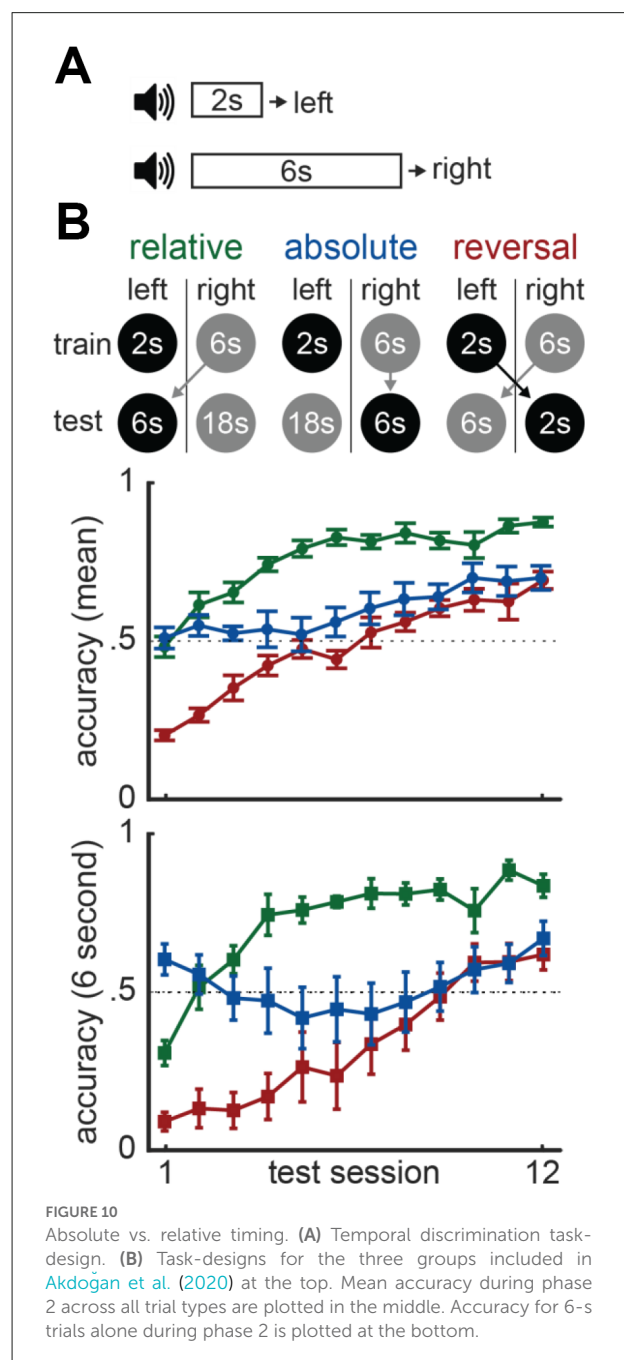 A
2s → left
6s → right
B
relative absolute reversal
left right left right left right
train 2s 6s 2s 6s 2s 6s
test 6s 18s 18s 6s 6s 2s
1
accuracy (mean)
.5
0
1
accuracy (6 second)
.5
0
1 test session 12
FIGURE 10
Absolute vs. relative timing. (A) Temporal discrimination task-
design. (B) Task-designs for the three groups included in
Akdoğan et al. (2020) at the top. Mean accuracy during phase
2 across all trial types are plotted in the middle. Accuracy for 6-s
trials alone during phase 2 is plotted at the bottom.